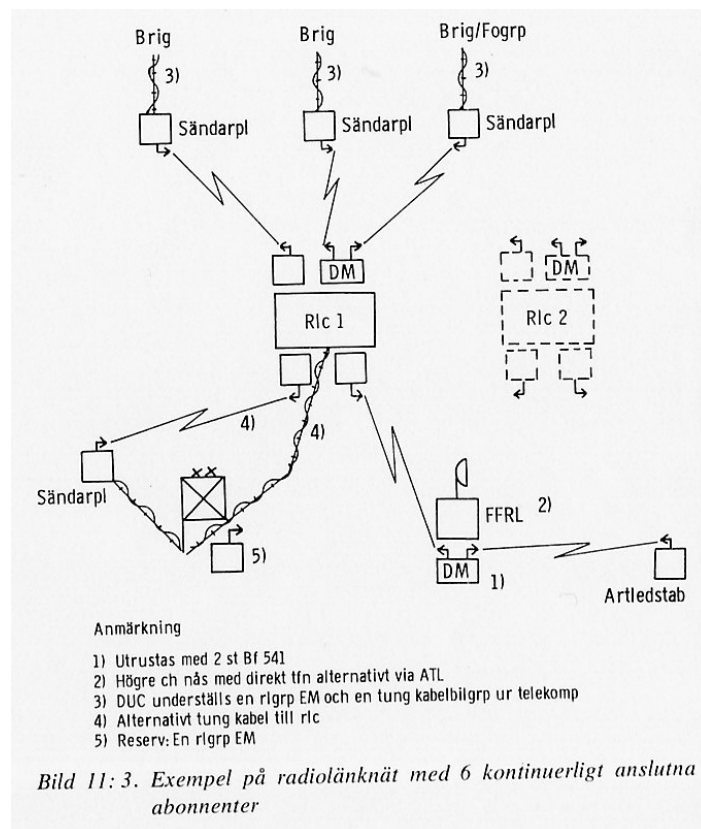 Brig
Brig
Brig/Fogrp
3)
3)
3)
Sändarpl
Sändarpl
Sändarpl
DM
DM
Rlc 1
Rlc 2
4)
4)
Sändarpl
5)
FFRL 2)
DM
1)
Artledstab
Anmärkning
1) Utrustas med 2 st Bf 541
2) Högre ch nås med direkt tfn alternativt via ATL
3) DUC underställs en rlgrp EM och en tung kabelbilgrp ur telekomp
4) Alternativt tung kabel till rlc
5) Reserv: En rlgrp EM
Bild 11: 3. Exempel på radiolänknät med 6 kontinuerligt anslutna
abonnenter